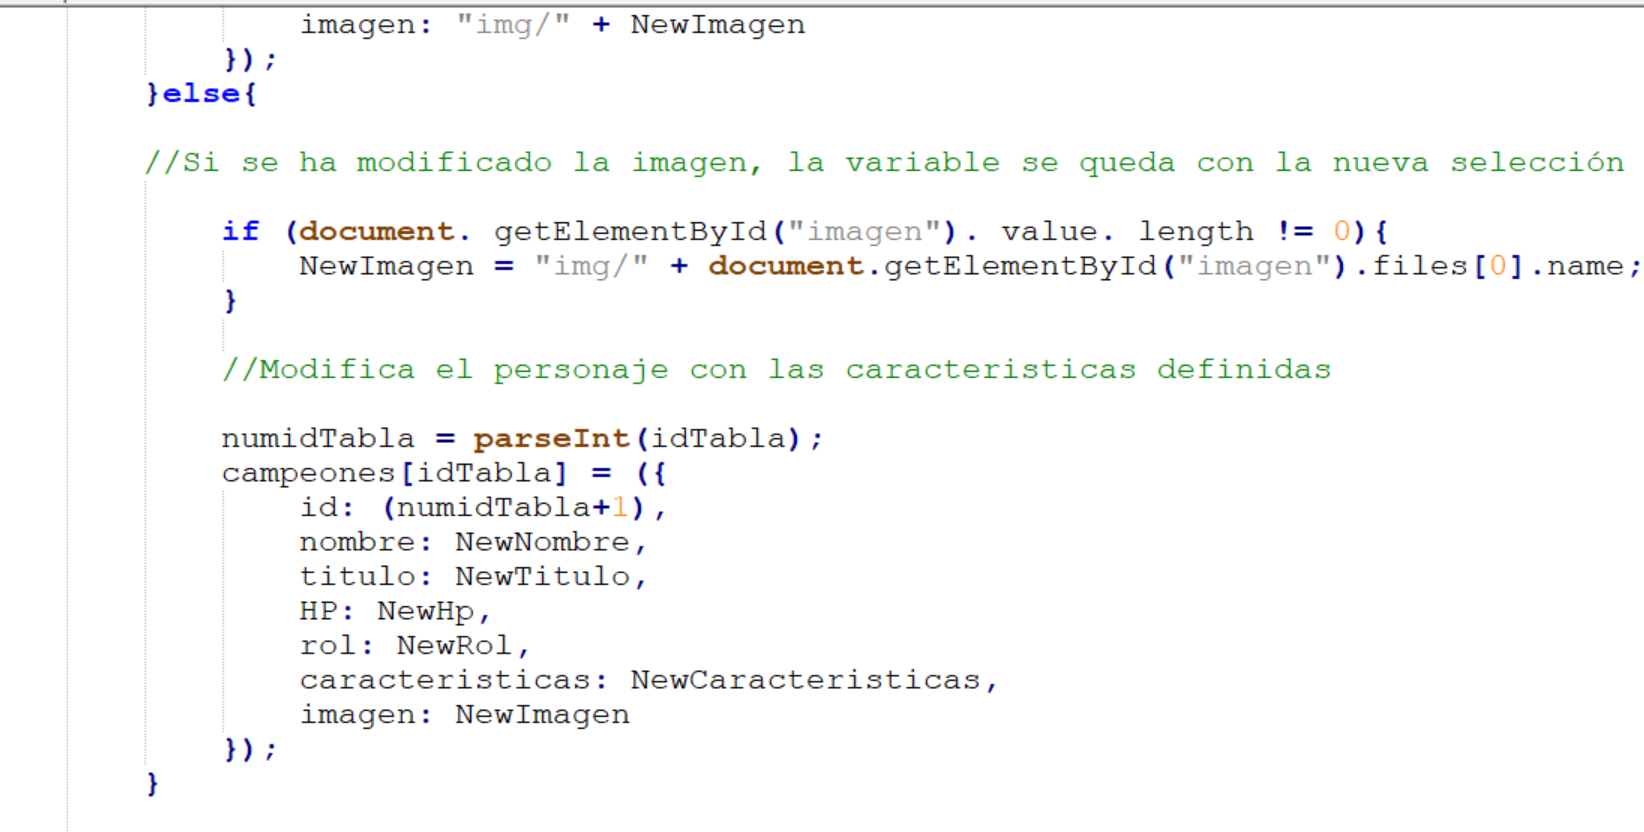 imagen: "img/" + NewImagen
});
}else{
//Si se ha modificado la imagen, la variable se queda con la nueva selección
if (document. getElementById("imagen"). value. length != 0){
NewImagen = "img/" + document.getElementById("imagen").files[0].name;
}
//Modifica el personaje con las caracteristicas definidas
numidTabla = parseInt(idTabla);
campeones[idTabla] = ({
id: (numidTabla+1),
nombre: NewNombre,
titulo: NewTitulo,
HP: NewHp,
rol: NewRol,
caracteristicas: NewCaracteristicas,
imagen: NewImagen
});
}